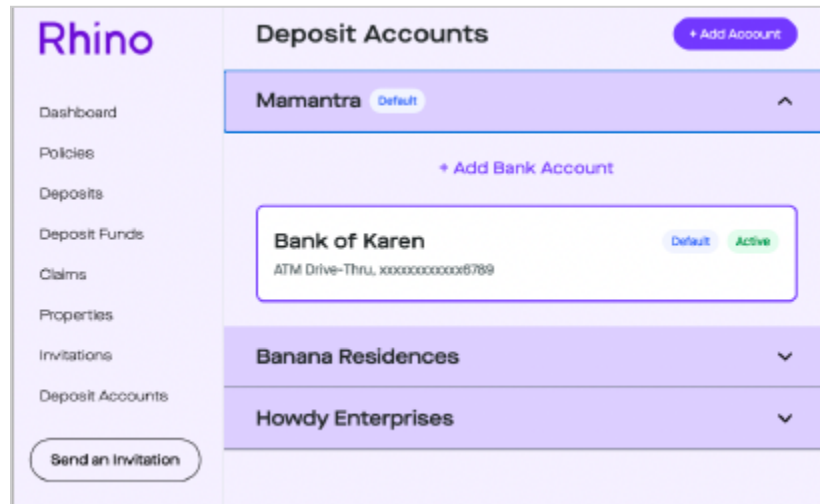 Rhino
Dashboard
Policies
Deposits
Deposit Funds
Claims
Properties
Invitations
Deposit Accounts
Send an Invitation
Deposit Accounts
+ Add Account
Mamantra Default
+ Add Bank Account
Bank of Karen Default Active
ATM Drive-Thru, xxxxxxxxxxxx6789
Banana Residences
Howdy Enterprises